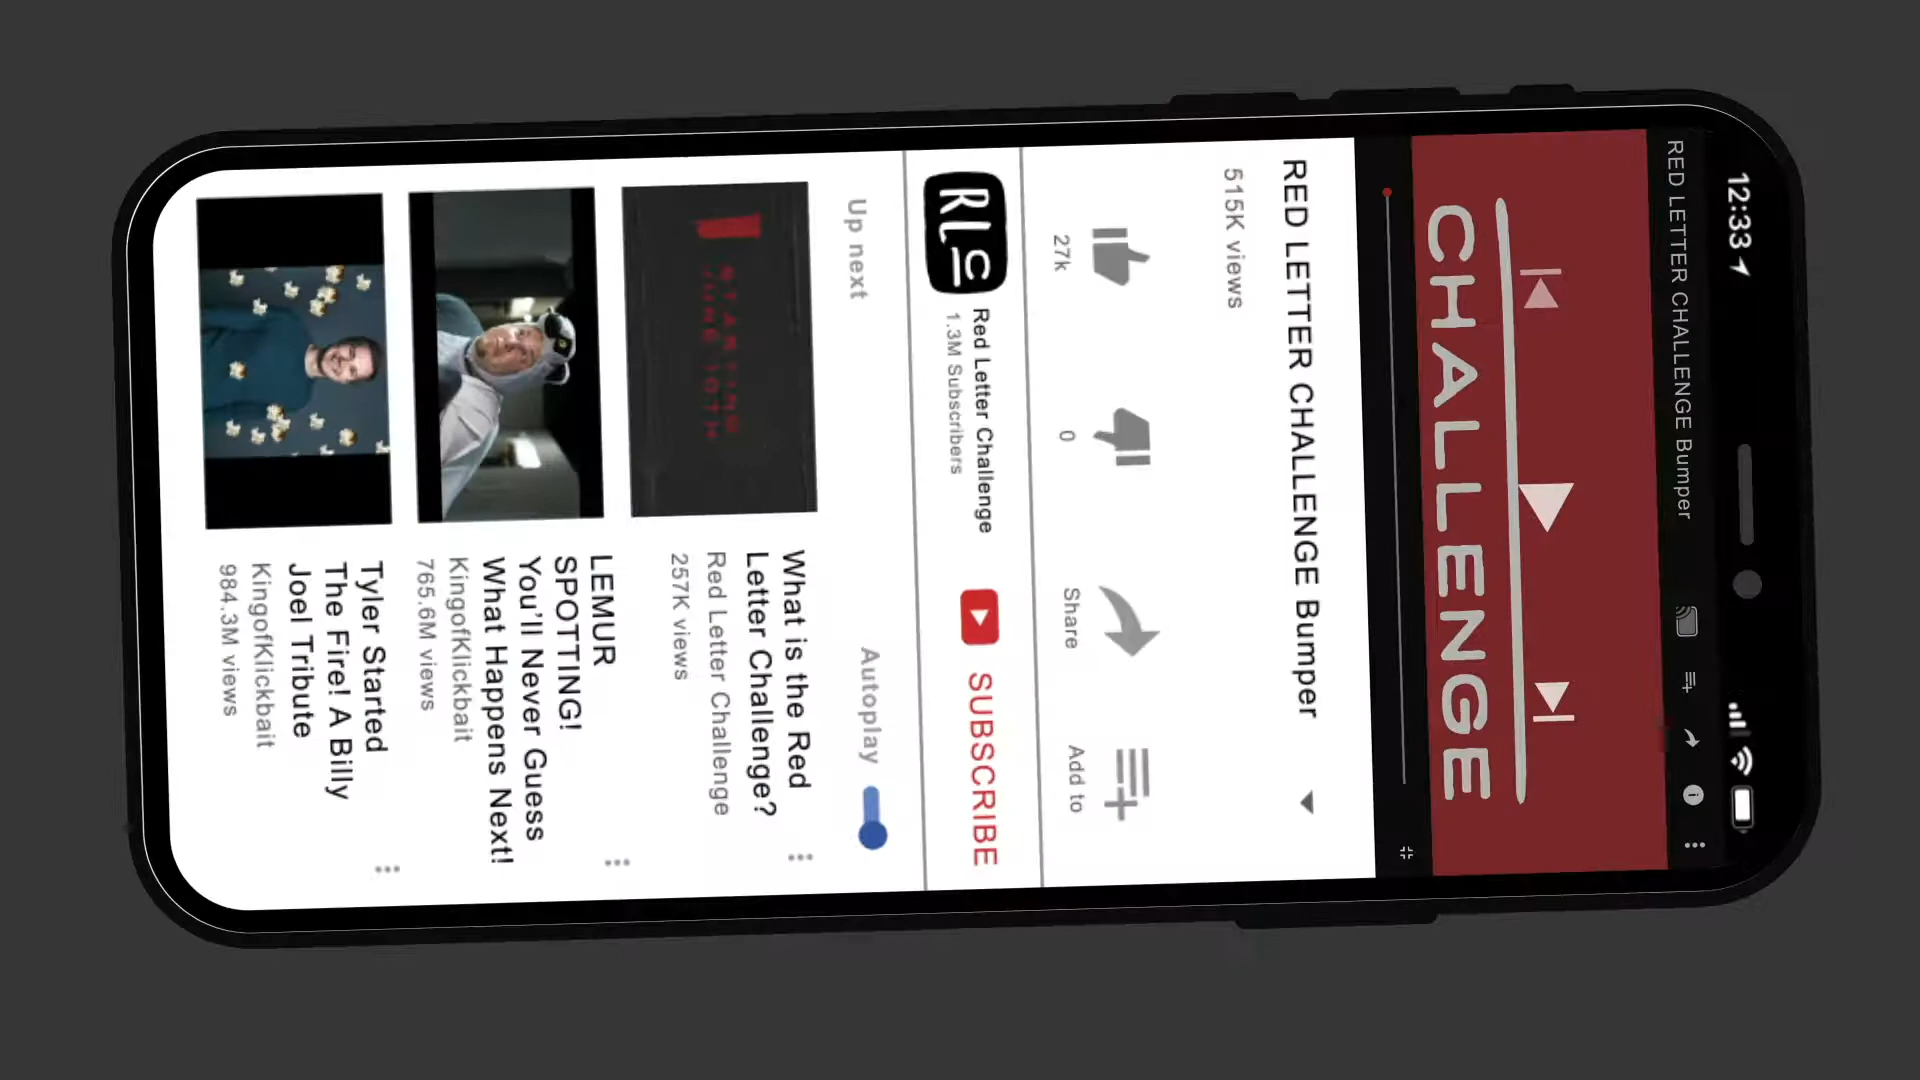 12:33
RED LETTER CHALLENGE Bumper
CHALLENGE
RED LETTER CHALLENGE Bumper
515K views
27k
0
Share
Add to
RLC
Red Letter Challenge
1.3M Subscribers
SUBSCRIBE
Up next
Autoplay
STARTING
JUNE 10TH
What is the Red
Letter Challenge?
Red Letter Challenge
257K views
LEMUR
SPOTTING!
You'll Never Guess
What Happens Next!
KingofKlickbait
765.6M views
Tyler Started
The Fire! A Billy
Joel Tribute
KingofKlickbait
984.3M views